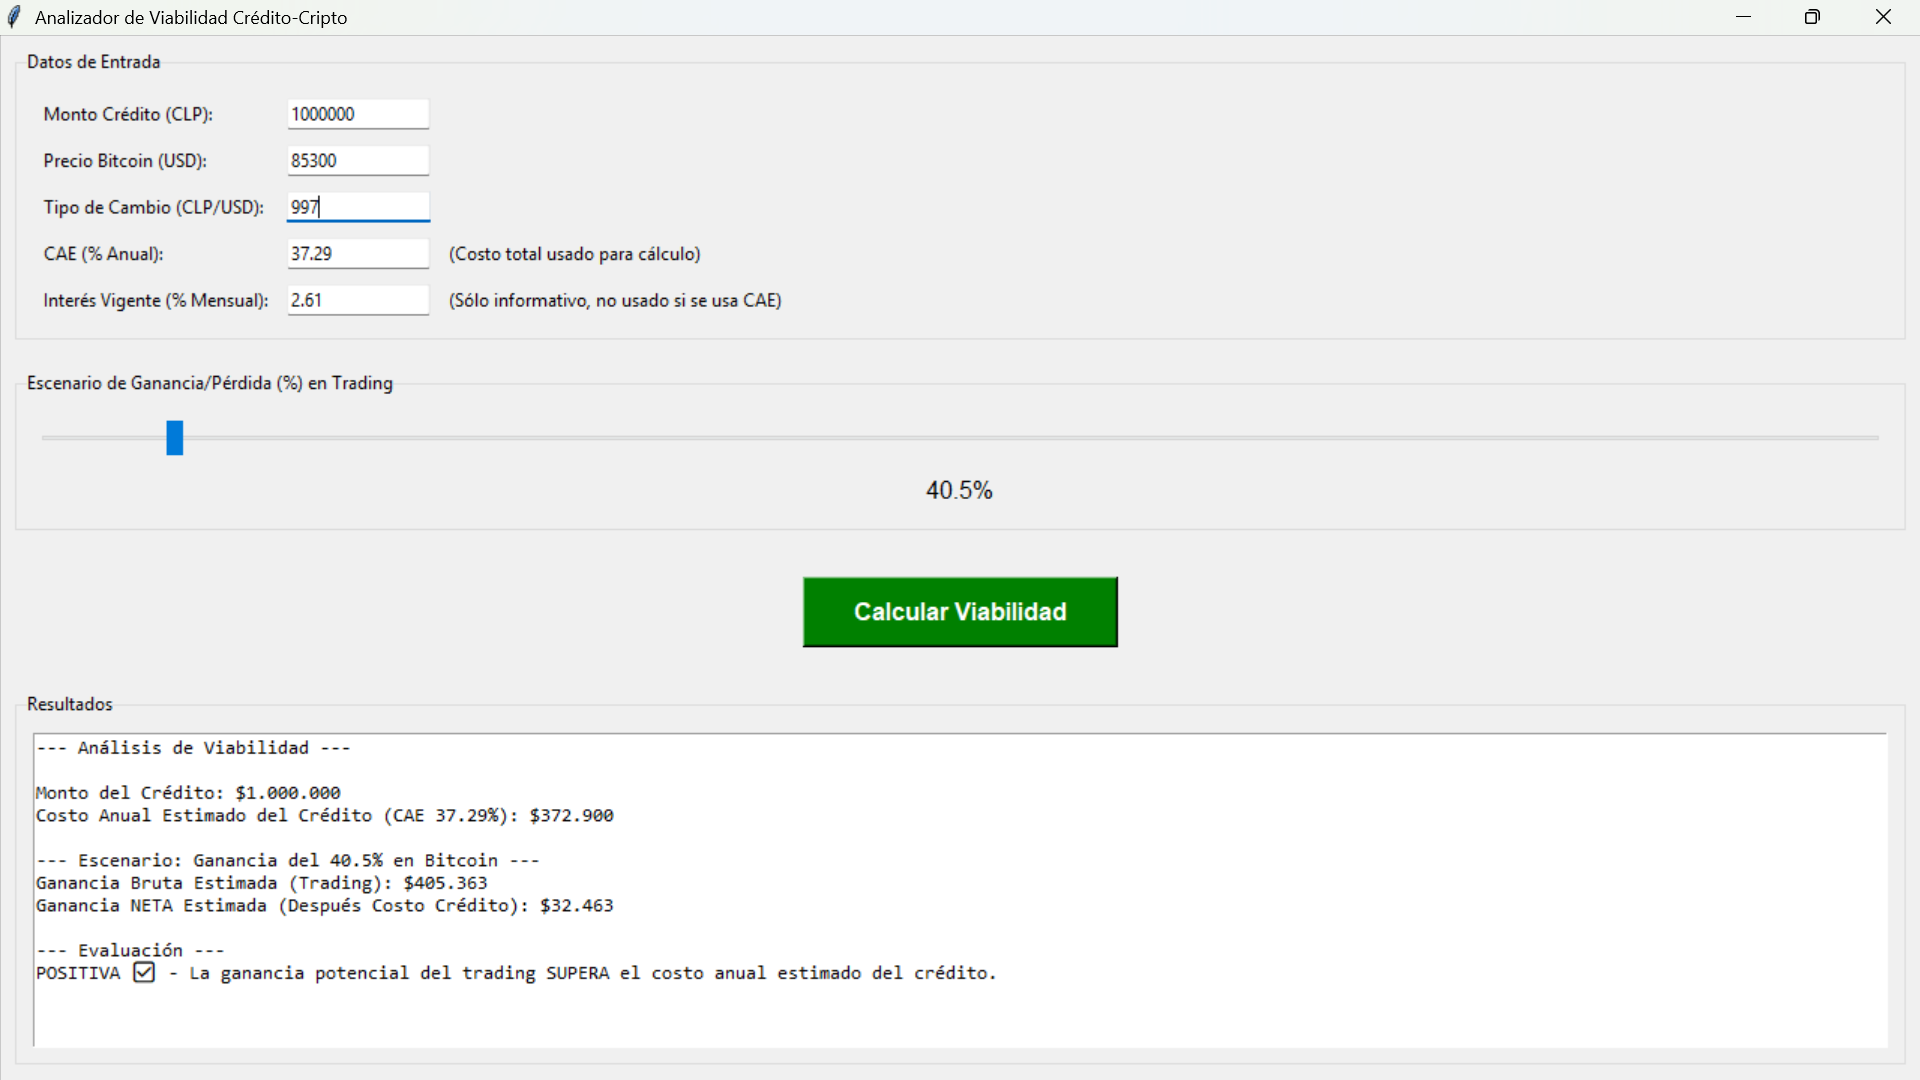 Analizador de Viabilidad Crédito-Cripto
Datos de Entrada
Monto Crédito (CLP): 1000000
Precio Bitcoin (USD): 85300
Tipo de Cambio (CLP/USD): 997
CAE (% Anual): 37.29 (Costo total usado para cálculo)
Interés Vigente (% Mensual): 2.61 (Sólo informativo, no usado si se usa CAE)
Escenario de Ganancia/Pérdida (%) en Trading
40.5%
Calcular Viabilidad
Resultados
--- Análisis de Viabilidad ---
Monto del Crédito: $1.000.000
Costo Anual Estimado del Crédito (CAE 37.29%): $372.900
--- Escenario: Ganancia del 40.5% en Bitcoin ---
Ganancia Bruta Estimada (Trading): $405.363
Ganancia NETA Estimada (Después Costo Crédito): $32.463
--- Evaluación ---
POSITIVA ☑ - La ganancia potencial del trading SUPERA el costo anual estimado del crédito.